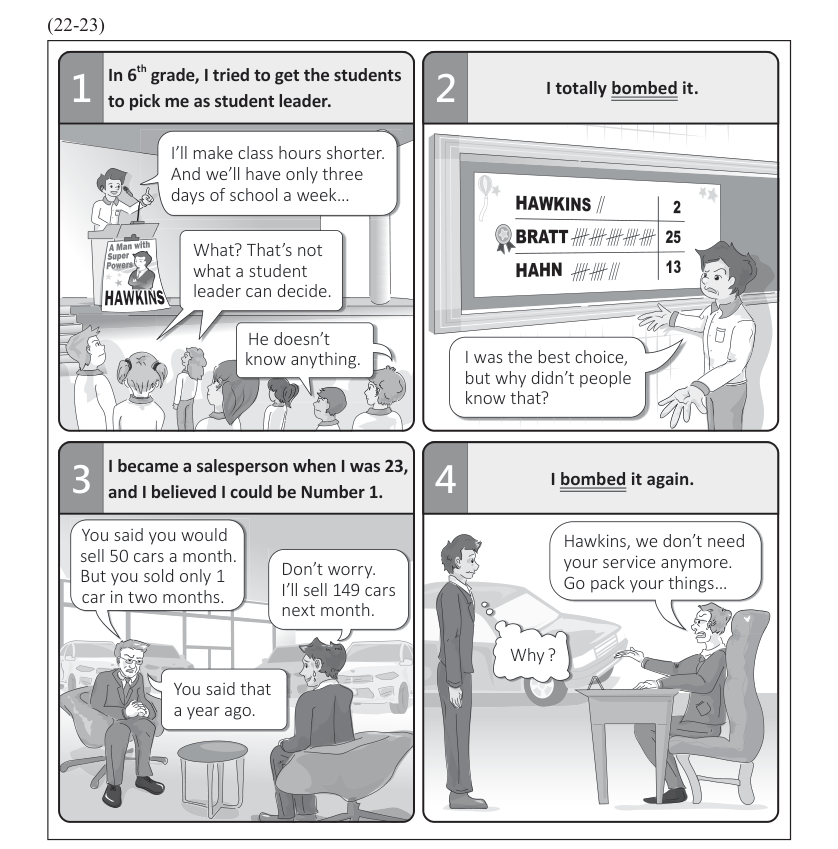 (22-23)
1
In 6th grade, I tried to get the students
to pick me as student leader.
I'll make class hours shorter.
And we'll have only three
days of school a week...
What? That's not
what a student
leader can decide.
He doesn't
know anything.
A Man with
Super
Powers
HAWKINS
2
I totally bombed it.
HAWKINS 2
BRATT 25
HAHN 13
I was the best choice,
but why didn't people
know that?
3
I became a salesperson when I was 23,
and I believed I could be Number 1.
You said you would
sell 50 cars a month.
But you sold only 1
car in two months.
Don't worry.
I'll sell 149 cars
next month.
You said that
a year ago.
4
I bombed it again.
Hawkins, we don't need
your service anymore.
Go pack your things...
Why?